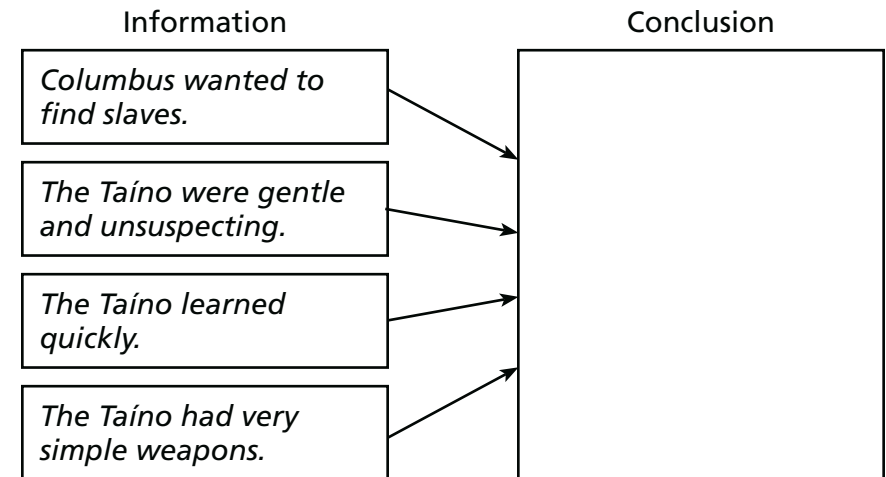 Information
Conclusion
Columbus wanted to
find slaves.
The Taíno were gentle
and unsuspecting.
The Taíno learned
quickly.
The Taíno had very
simple weapons.